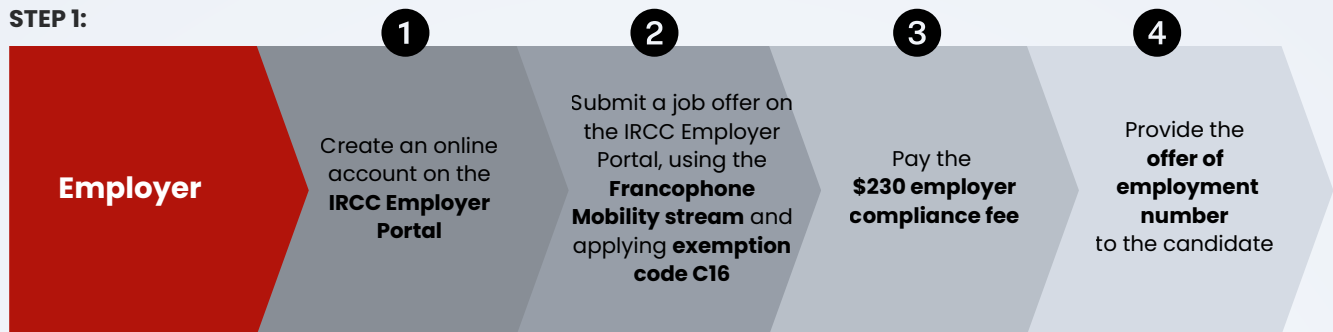 STEP 1:
Employer
1
Create an online
account on the
IRCC Employer
Portal
2
Submit a job offer on
the IRCC Employer
Portal, using the
Francophone
Mobility stream and
applying exemption
code C16
3
Pay the
$230 employer
compliance fee
4
Provide the
offer of
employment
number
to the candidate